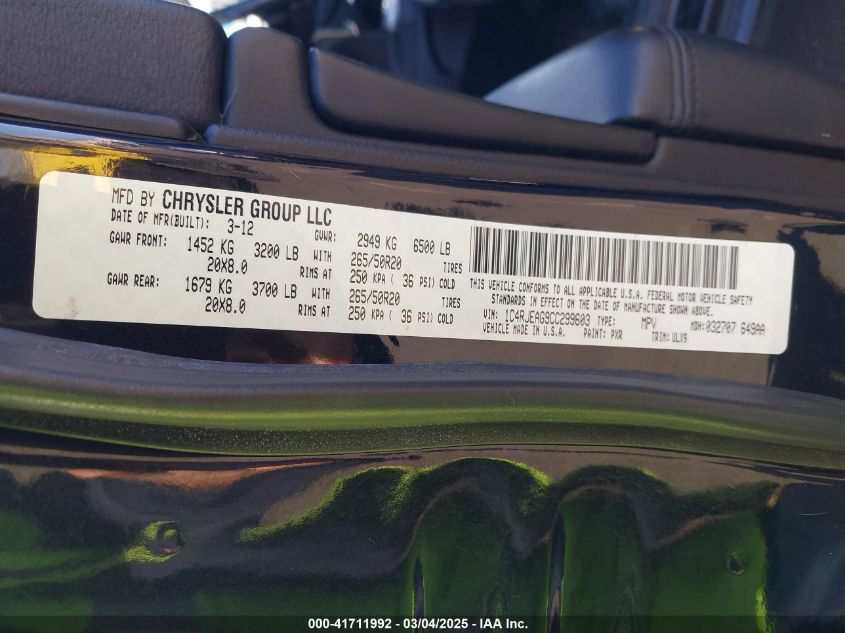 MFD BY CHRYSLER GROUP LLC
DATE OF MFR(BUILT): 3-12 GVWR: 2949 KG 6500 LB
GAWR FRONT: 1452 KG 3200 LB WITH 265/50R20 TIRES
20X8.0 RIMS AT 250 KPA ( 36 PSI) COLD
GAWR REAR: 1679 KG 3700 LB WITH 265/50R20 TIRES
20X8.0 RIMS AT 250 KPA ( 36 PSI) COLD
THIS VEHICLE CONFORMS TO ALL APPLICABLE U.S.A. FEDERAL MOTOR VEHICLE SAFETY
STANDARDS IN EFFECT ON THE DATE OF MANUFACTURE SHOWN ABOVE.
VIN: 1C4RJEAG9CC299603 TYPE: MPV MDH: 032707 649AA
VEHICLE MADE IN U.S.A. PAINT: PXR TRIM: ULX9
000-41711992 — 03/04/2025 — IAA Inc.